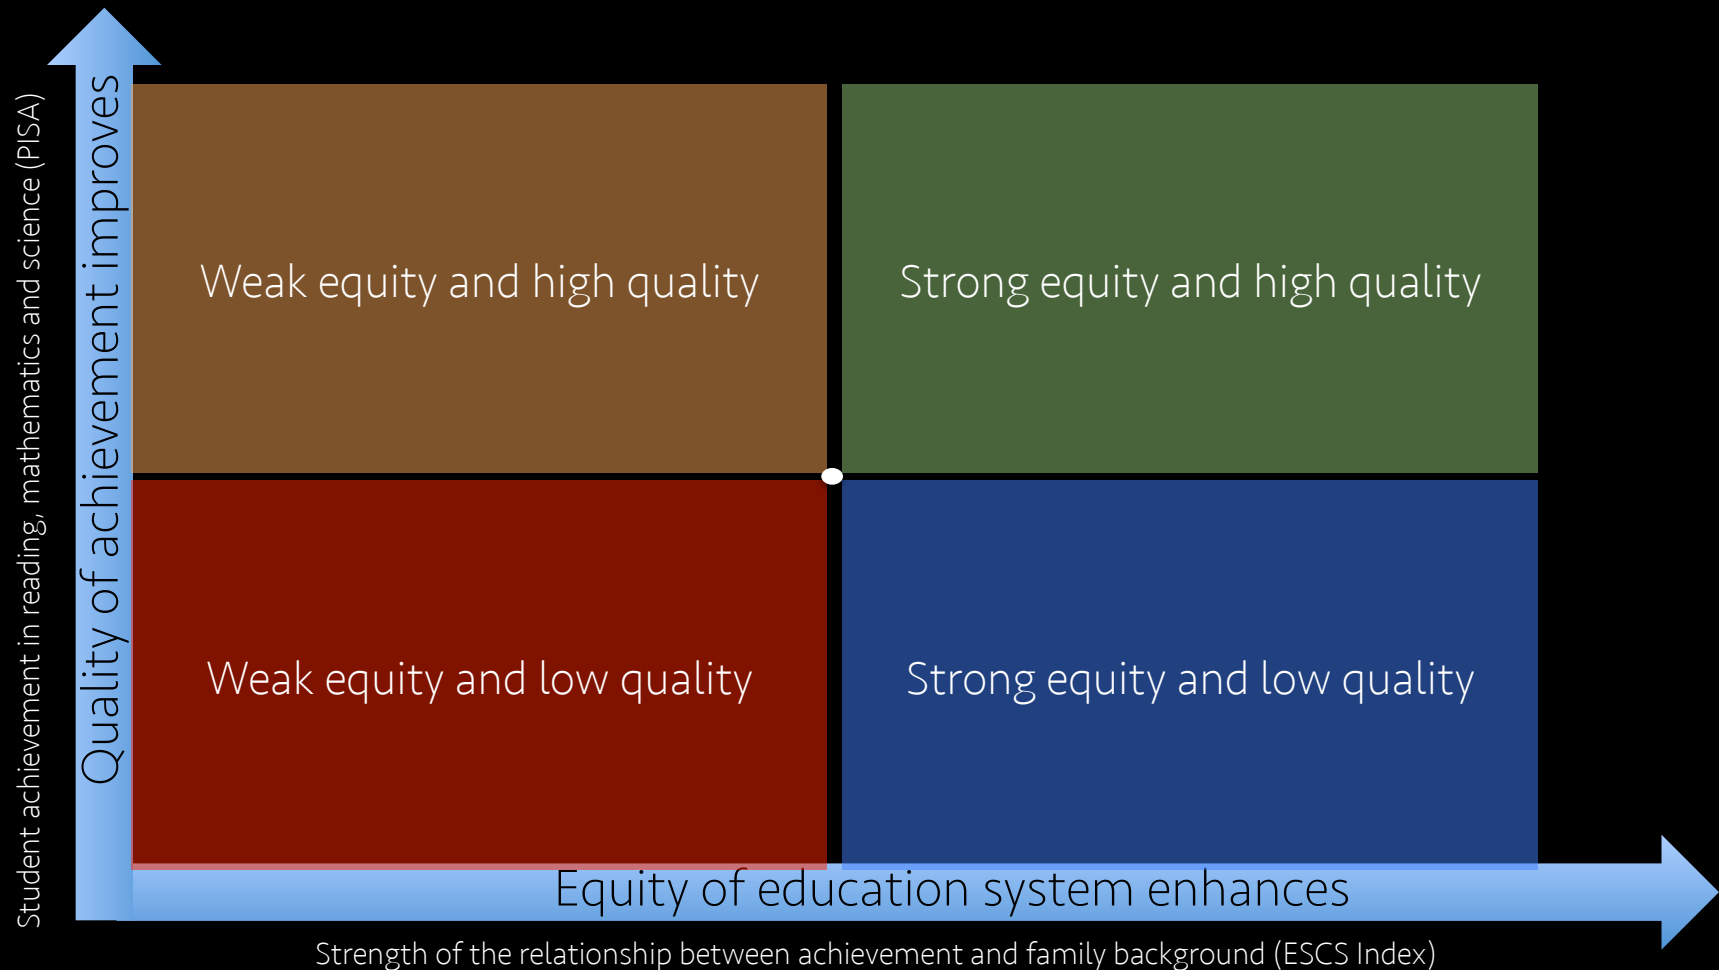 Student achievement in reading, mathematics and science (PISA)
Quality of achievement improves
Weak equity and high quality
Strong equity and high quality
Weak equity and low quality
Strong equity and low quality
Equity of education system enhances
Strength of the relationship between achievement and family background (ESCS Index)